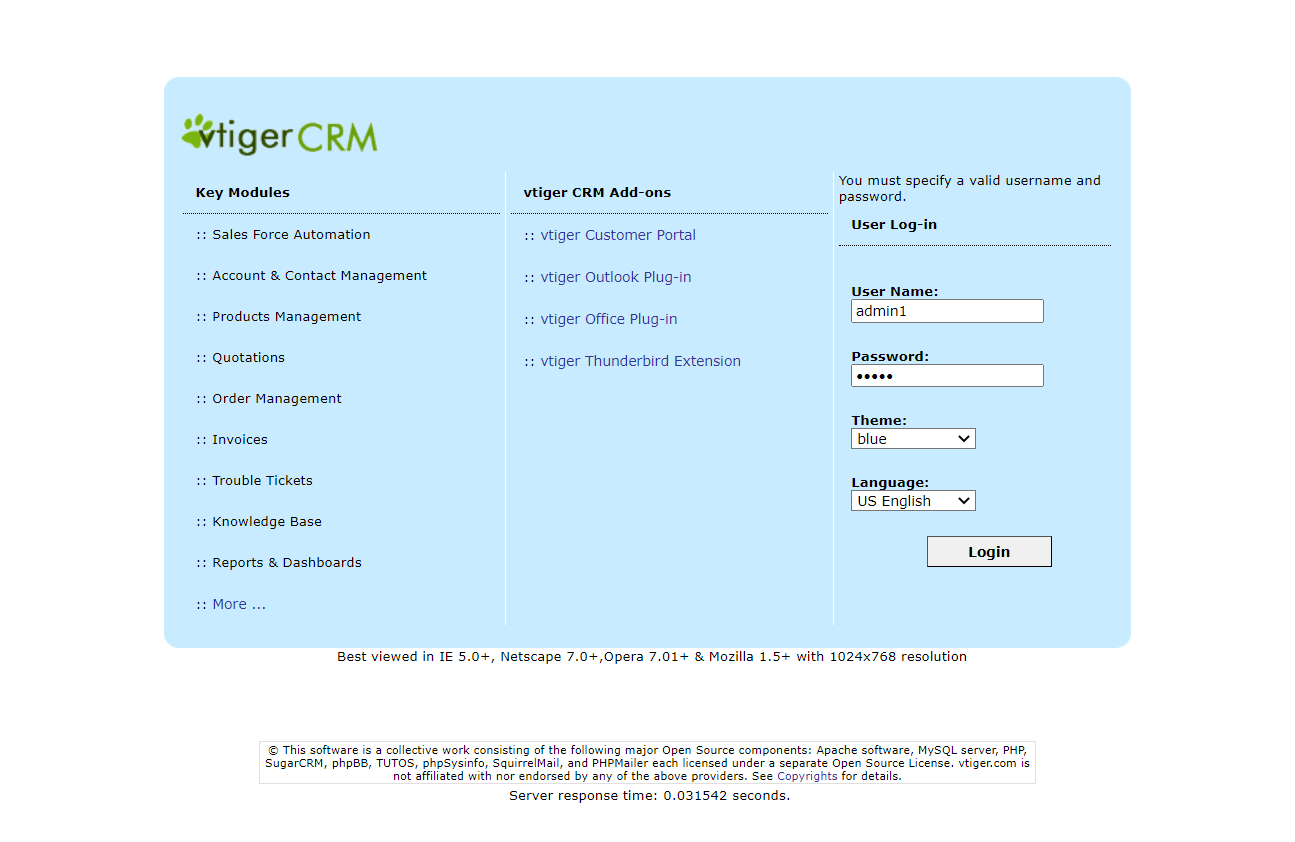 vtiger CRM
Key Modules
:: Sales Force Automation
:: Account & Contact Management
:: Products Management
:: Quotations
:: Order Management
:: Invoices
:: Trouble Tickets
:: Knowledge Base
:: Reports & Dashboards
:: More ...
vtiger CRM Add-ons
:: vtiger Customer Portal
:: vtiger Outlook Plug-in
:: vtiger Office Plug-in
:: vtiger Thunderbird Extension
You must specify a valid username and
password.
User Log-in
User Name:
admin1
Password:
•••••
Theme:
blue
Language:
US English
Login
Best viewed in IE 5.0+, Netscape 7.0+,Opera 7.01+ & Mozilla 1.5+ with 1024x768 resolution
© This software is a collective work consisting of the following major Open Source components: Apache software, MySQL server, PHP,
SugarCRM, phpBB, TUTOS, phpSysinfo, SquirrelMail, and PHPMailer each licensed under a separate Open Source License. vtiger.com is
not affiliated with nor endorsed by any of the above providers. See Copyrights for details.
Server response time: 0.031542 seconds.